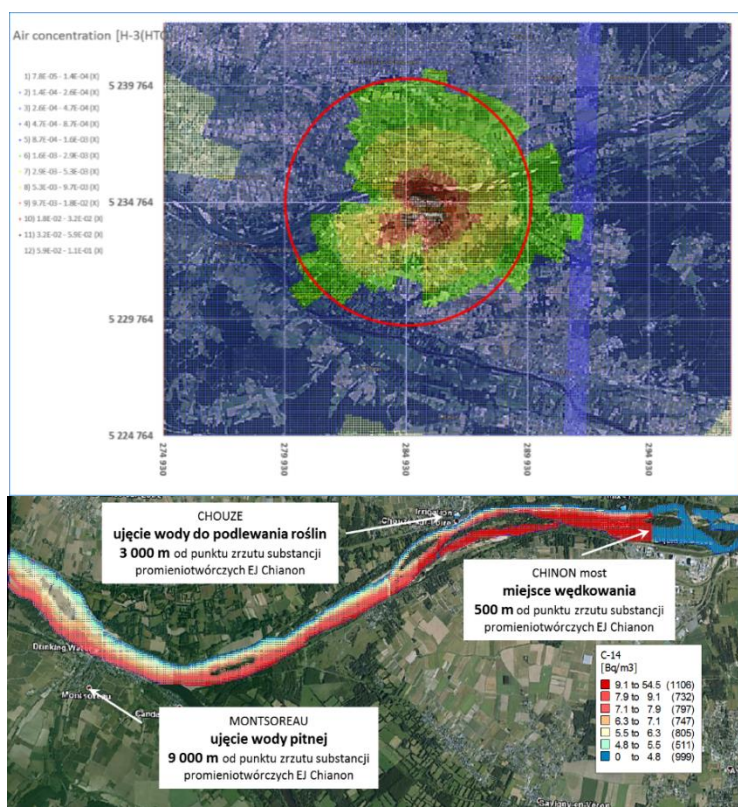 Air concentration [H-3(HTO
1) 7.8E-05 - 1.4E-04 (X)
2) 1.4E-04 - 2.6E-04 (X)
3) 2.6E-04 - 4.7E-04 (X)
4) 4.7E-04 - 8.7E-04 (X)
5) 8.7E-04 - 1.6E-03 (X)
6) 1.6E-03 - 2.9E-03 (X)
7) 2.9E-03 - 5.3E-03 (X)
8) 5.3E-03 - 9.7E-03 (X)
9) 9.7E-03 - 1.8E-02 (X)
10) 1.8E-02 - 3.2E-02 (X)
11) 3.2E-02 - 5.9E-02 (X)
12) 5.9E-02 - 1.1E-01 (X)
5 239 764
5 234 764
5 229 764
5 224 764
274 930
279 930
284 930
289 930
294 930
CHOUZE
ujęcie wody do podlewania roślin
3 000 m od punktu zrzutu substancji
promieniotwórczych EJ Chianon
Irrigation
CHINON most
miejsce wędkowania
500 m od punktu zrzutu substancji
promieniotwórczych EJ Chianon
Drinking
MONTSOREAU
ujęcie wody pitnej
9 000 m od punktu zrzutu substancji
promieniotwórczych EJ Chianon
C-14
[Bq/m3]
9.1 to 54.5 (1106)
7.9 to 9.1 (732)
7.1 to 7.9 (797)
6.3 to 7.1 (747)
5.5 to 6.3 (805)
4.8 to 5.5 (511)
0 to 4.8 (999)